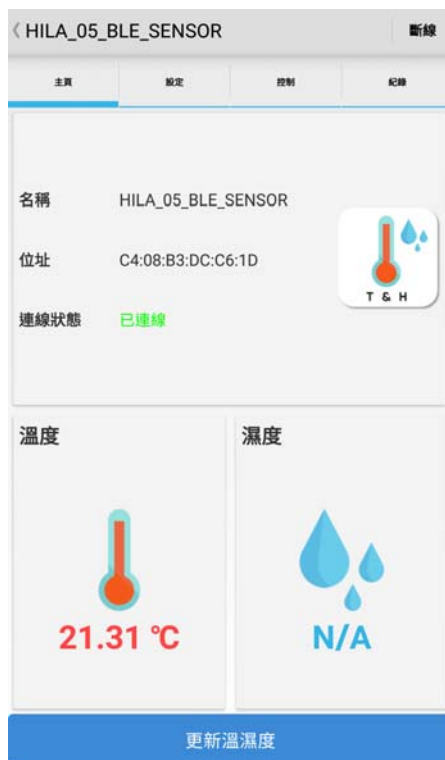 《 HILA_05_BLE_SENSOR 斷線
主頁 設定 控制 紀錄
名稱 HILA_05_BLE_SENSOR
位址 C4:08:B3:DC:C6:1D
T & H
連線狀態 已連線
溫度 濕度
21.31 ℃ N/A
更新溫濕度